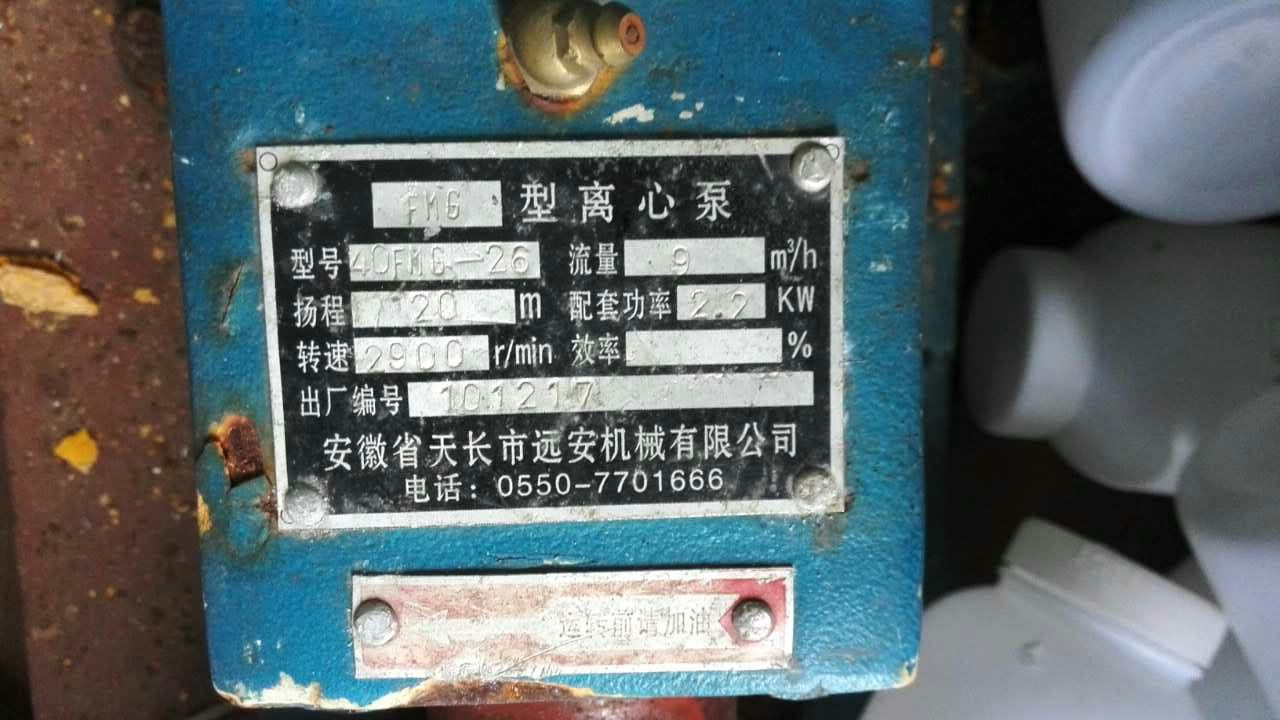 FMG 型离心泵
型号 40FMG-26 流量 9 m³/h
扬程 20 m 配套功率 2.2 KW
转速 2900 r/min 效率 %
出厂编号 101217
安徽省天长市远安机械有限公司
电话: 0550-7701666
运转前请加油